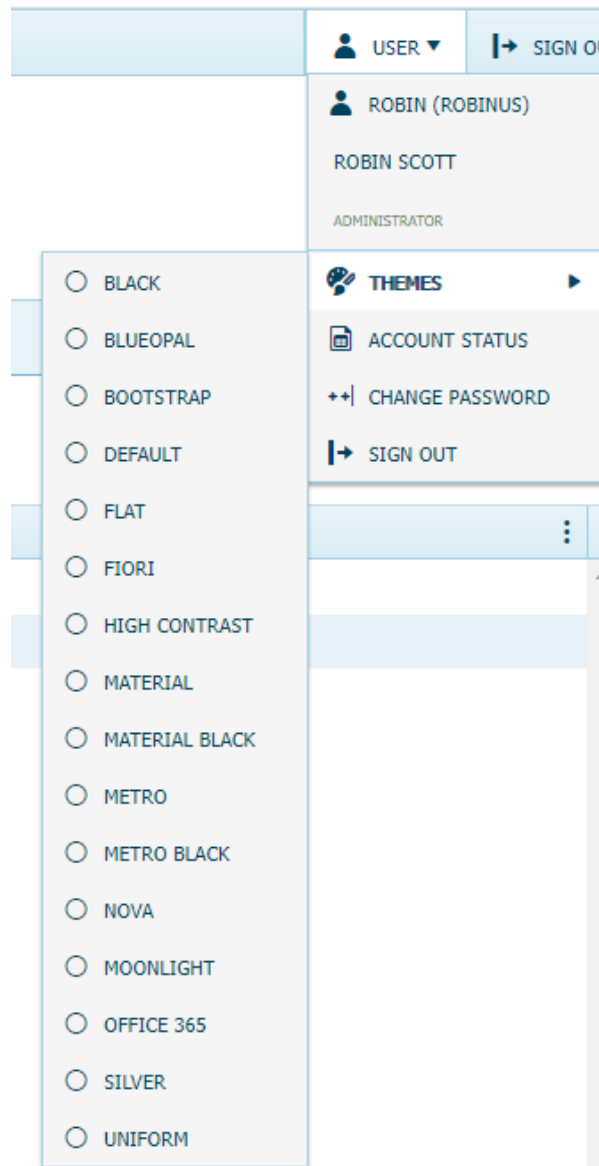 USER
SIGN
ROBIN (ROBINUS)
ROBIN SCOTT
ADMINISTRATOR
THEMES
ACCOUNT STATUS
CHANGE PASSWORD
SIGN OUT
BLACK
BLUEOPAL
BOOTSTRAP
DEFAULT
FLAT
FIORI
HIGH CONTRAST
MATERIAL
MATERIAL BLACK
METRO
METRO BLACK
NOVA
MOONLIGHT
OFFICE 365
SILVER
UNIFORM